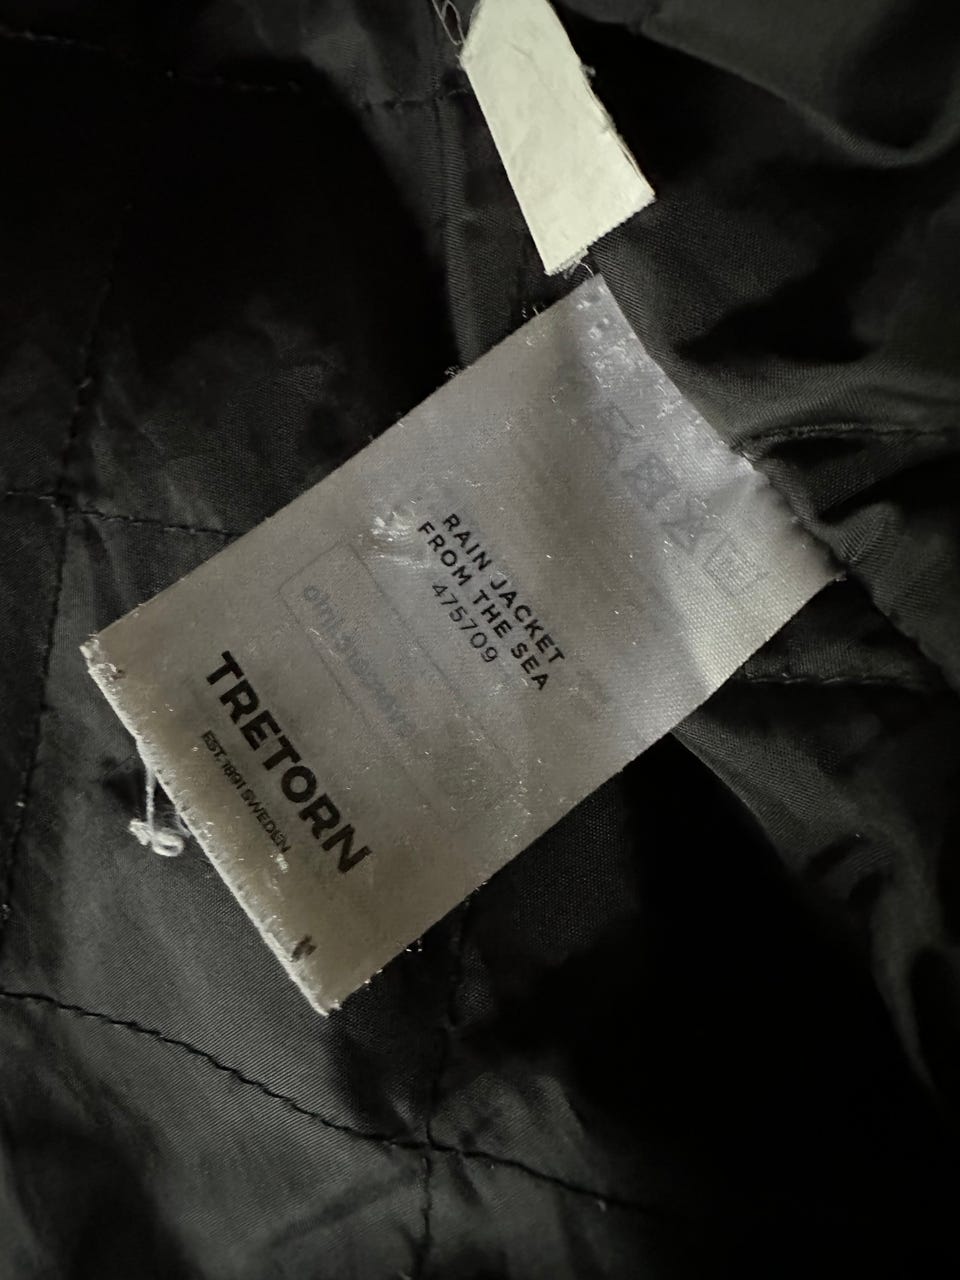 RAIN JACKET
FROM THE SEA
475709
TRETORN
EST. 1891 SWEDEN